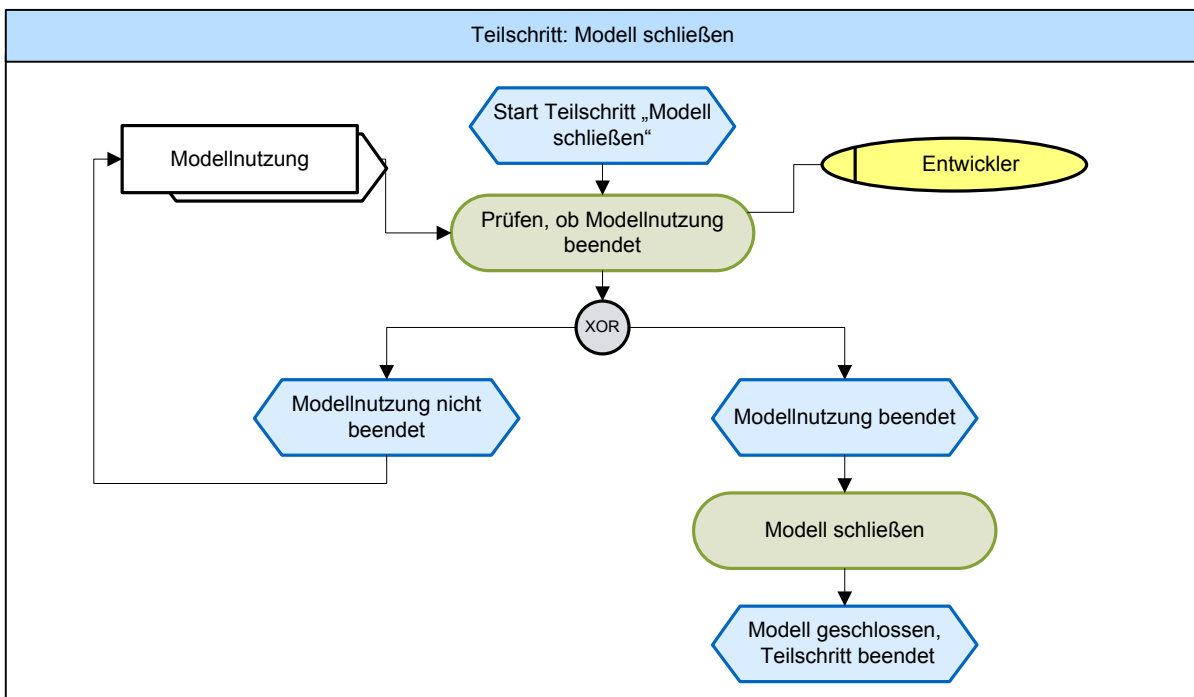 Teilschritt: Modell schließen
Start Teilschritt „Modell
schließen“
Modellnutzung
Entwickler
Prüfen, ob Modellnutzung
beendet
XOR
Modellnutzung nicht
beendet
Modellnutzung beendet
Modell schließen
Modell geschlossen,
Teilschritt beendet